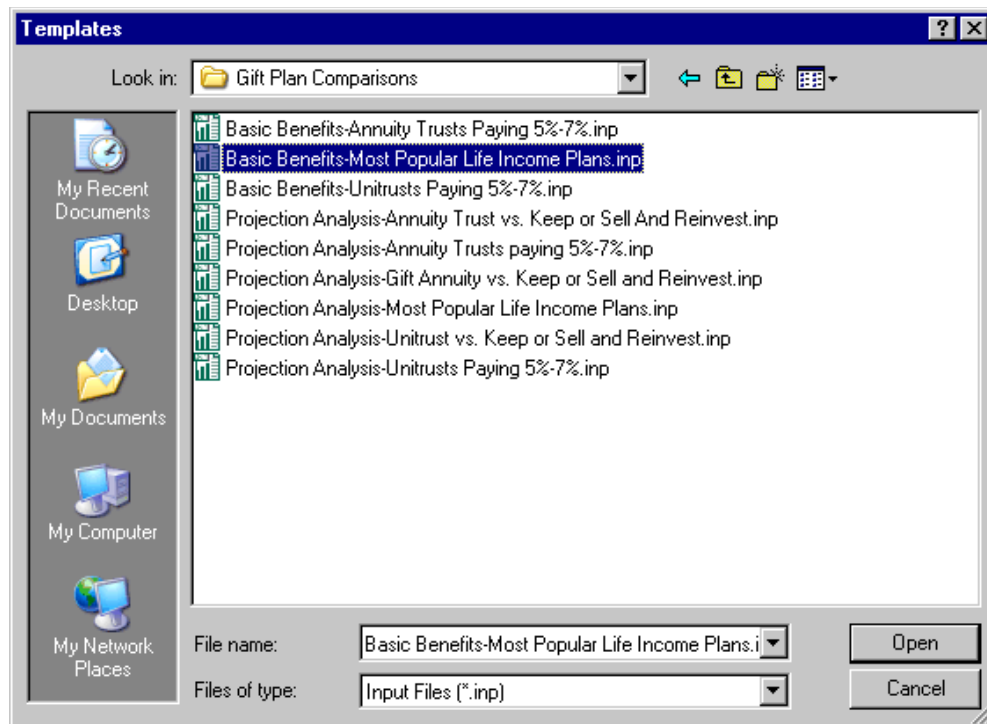 Templates
Look in: Gift Plan Comparisons
My Recent
Documents
Desktop
My Documents
My Computer
My Network
Places
Basic Benefits-Annuity Trusts Paying 5%-7%.inp
Basic Benefits-Most Popular Life Income Plans.inp
Basic Benefits-Unitrusts Paying 5%-7%.inp
Projection Analysis-Annuity Trust vs. Keep or Sell And Reinvest.inp
Projection Analysis-Annuity Trusts paying 5%-7%.inp
Projection Analysis-Gift Annuity vs. Keep or Sell and Reinvest.inp
Projection Analysis-Most Popular Life Income Plans.inp
Projection Analysis-Unitrust vs. Keep or Sell and Reinvest.inp
Projection Analysis-Unitrusts Paying 5%-7%.inp
File name: Basic Benefits-Most Popular Life Income Plans.i
Open
Files of type: Input Files (*.inp)
Cancel